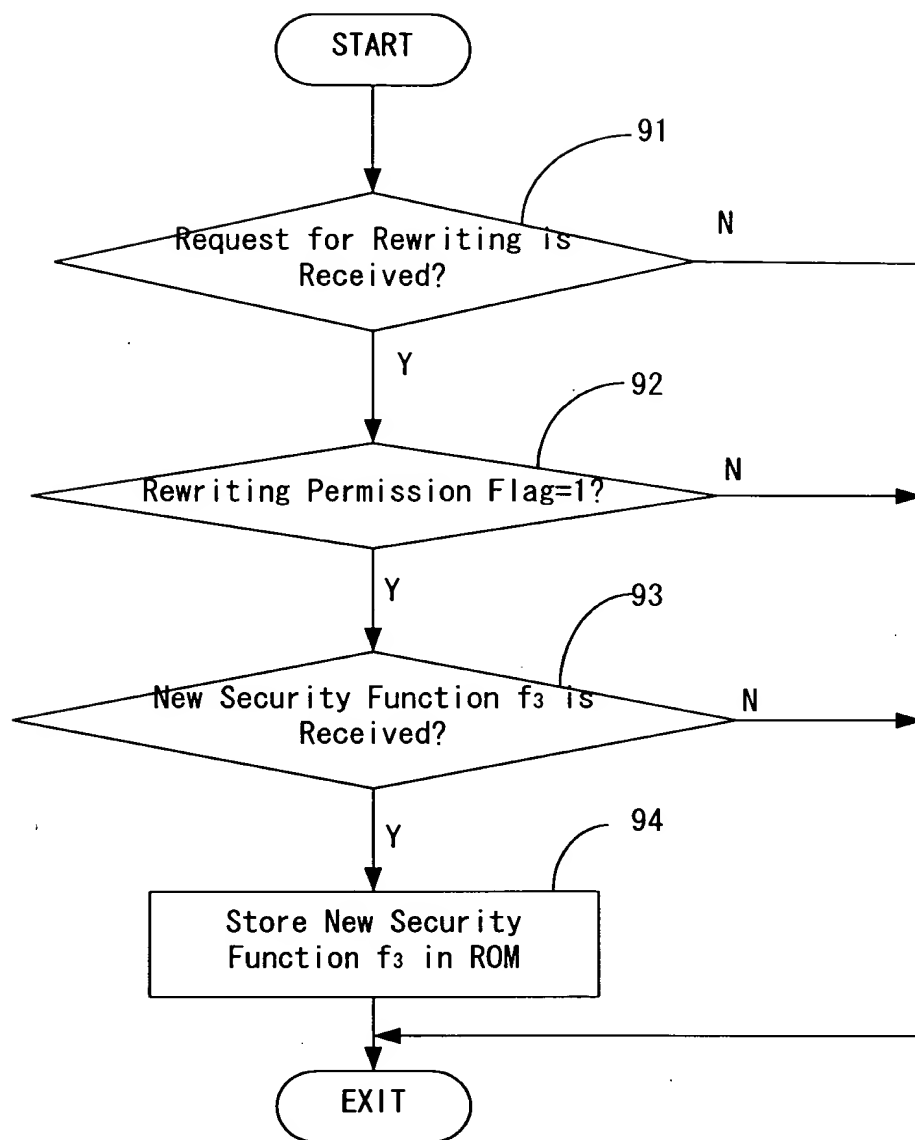 START
91
Request for Rewriting is
Received?
N
Y
92
Rewriting Permission Flag=1?
N
Y
93
New Security Function f₃ is
Received?
N
Y
94
Store New Security
Function f₃ in ROM
EXIT